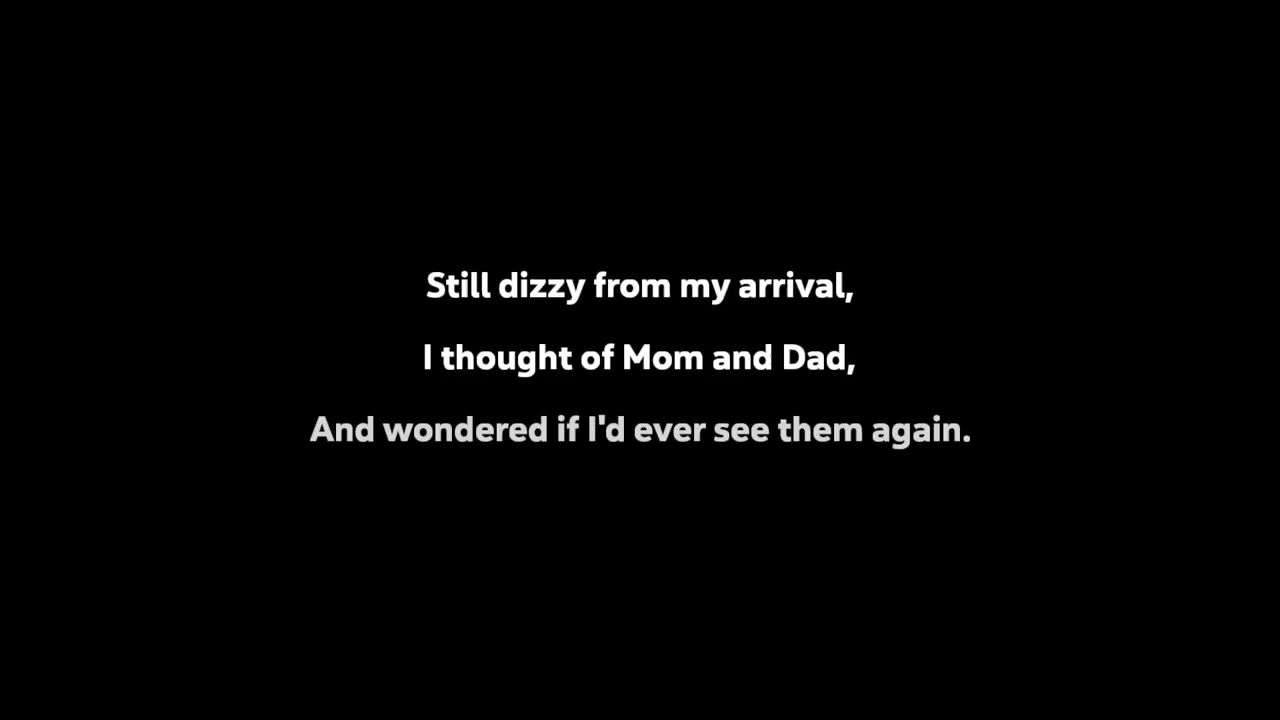 Still dizzy from my arrival,
I thought of Mom and Dad,
And wondered if I'd ever see them again.